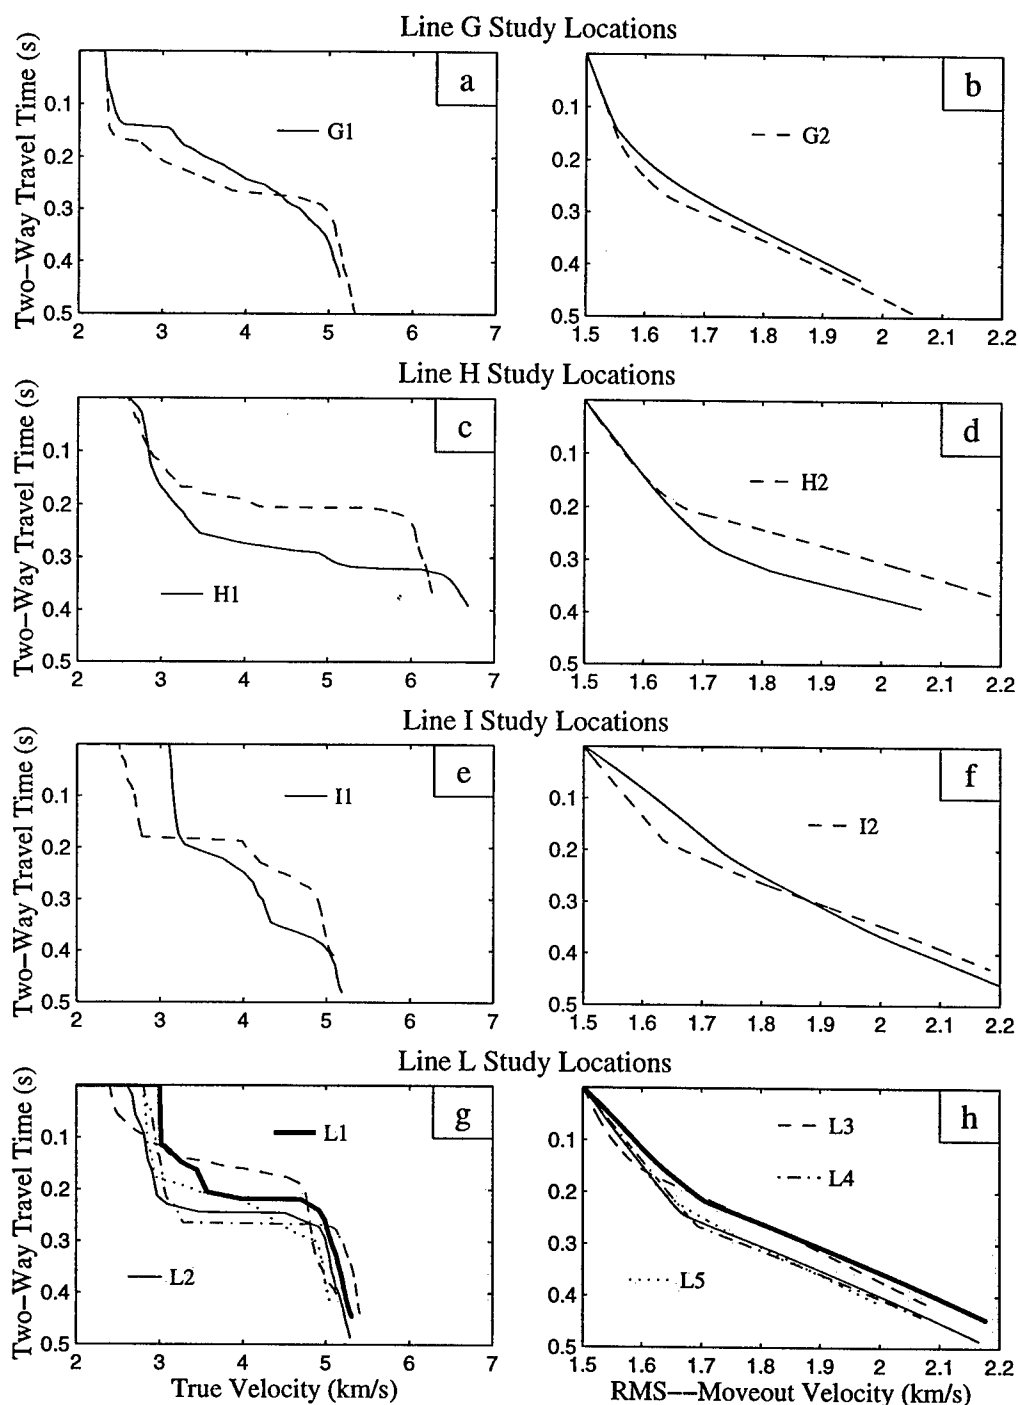 Line G Study Locations
Two-Way Travel Time (s)
0.1
0.2
0.3
0.4
0.5
2 3 4 5 6 7
a
G1
0.1
0.2
0.3
0.4
0.5
1.5 1.6 1.7 1.8 1.9 2 2.1 2.2
b
G2
Line H Study Locations
Two-Way Travel Time (s)
0.1
0.2
0.3
0.4
0.5
2 3 4 5 6 7
c
H1
0.1
0.2
0.3
0.4
0.5
1.5 1.6 1.7 1.8 1.9 2 2.1 2.2
d
H2
Line I Study Locations
Two-Way Travel Time (s)
0.1
0.2
0.3
0.4
0.5
2 3 4 5 6 7
e
I1
0.1
0.2
0.3
0.4
0.5
1.5 1.6 1.7 1.8 1.9 2 2.1 2.2
f
I2
Line L Study Locations
Two-Way Travel Time (s)
0.1
0.2
0.3
0.4
0.5
2 3 4 5 6 7
True Velocity (km/s)
g
L1
L2
0.1
0.2
0.3
0.4
0.5
1.5 1.6 1.7 1.8 1.9 2 2.1 2.2
RMS--Moveout Velocity (km/s)
h
L3
L4
L5